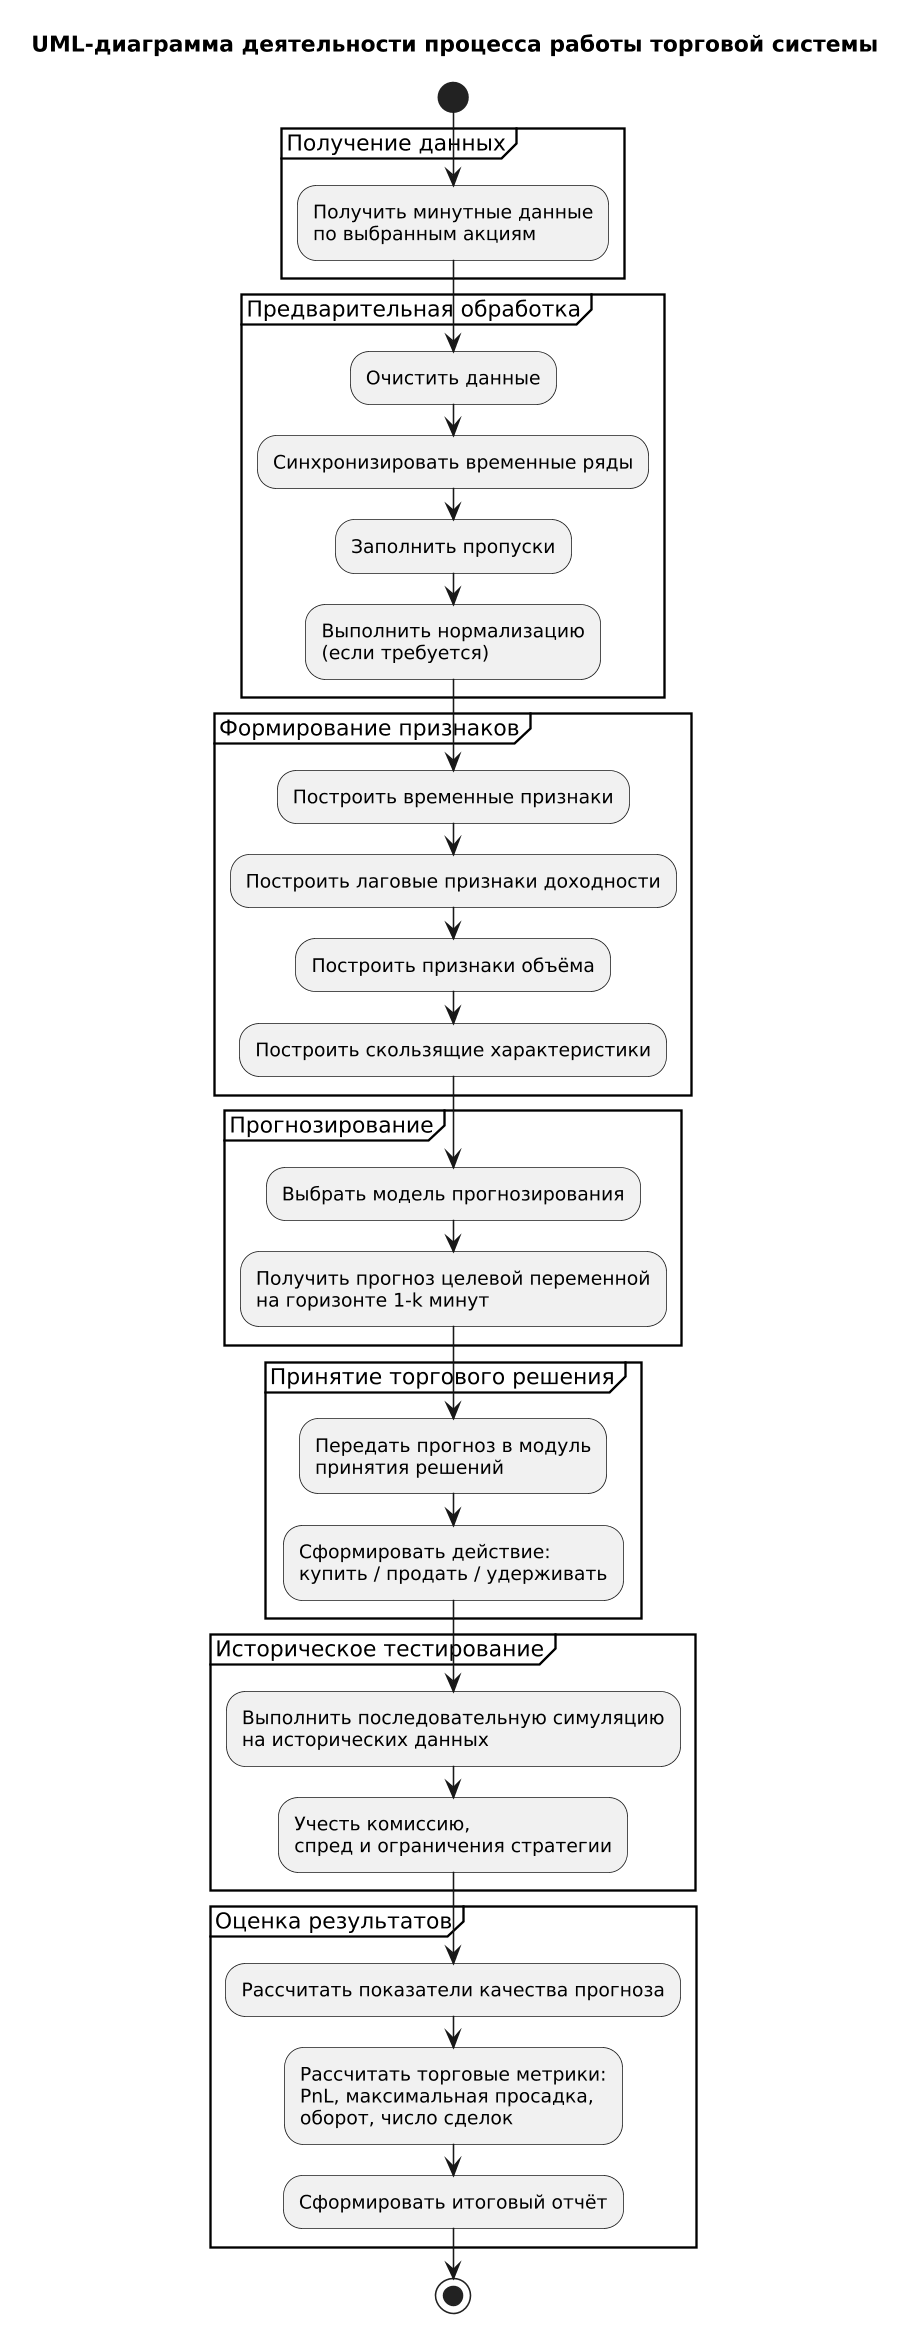 UML-диаграмма деятельности процесса работы торговой системы
Получение данных
Получить минутные данные
по выбранным акциям
Предварительная обработка
Очистить данные
Синхронизировать временные ряды
Заполнить пропуски
Выполнить нормализацию
(если требуется)
Формирование признаков
Построить временные признаки
Построить лаговые признаки доходности
Построить признаки объёма
Построить скользящие характеристики
Прогнозирование
Выбрать модель прогнозирования
Получить прогноз целевой переменной
на горизонте 1-k минут
Принятие торгового решения
Передать прогноз в модуль
принятия решений
Сформировать действие:
купить / продать / удерживать
Историческое тестирование
Выполнить последовательную симуляцию
на исторических данных
Учесть комиссию,
спред и ограничения стратегии
Оценка результатов
Рассчитать показатели качества прогноза
Рассчитать торговые метрики:
PnL, максимальная просадка,
оборот, число сделок
Сформировать итоговый отчёт